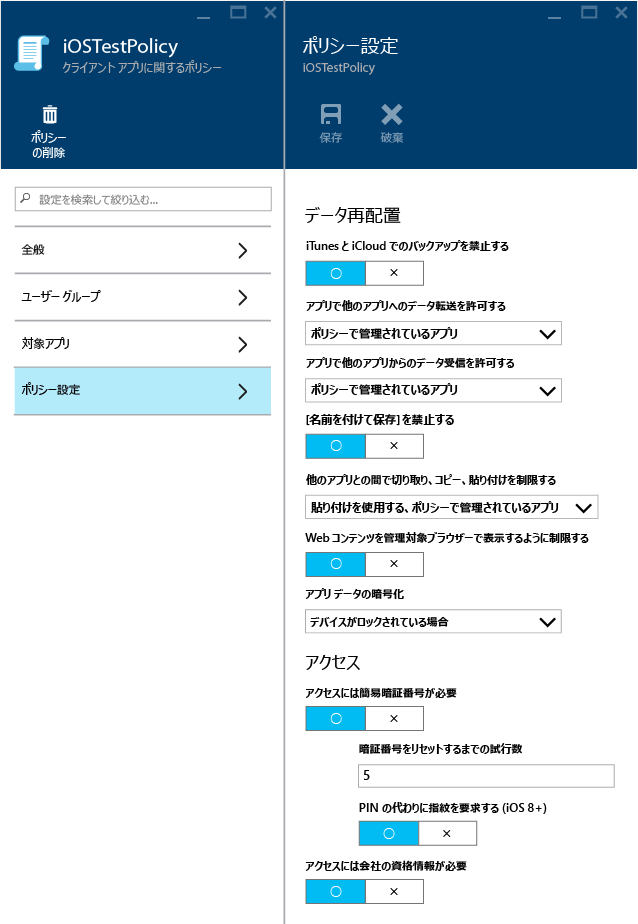 iOSTestPolicy
クライアント アプリに関するポリシー
ポリシー
の削除
設定を検索して絞り込む...
全般
ユーザー グループ
対象アプリ
ポリシー設定
ポリシー設定
iOSTestPolicy
保存
破棄
データ再配置
iTunes と iCloud でのバックアップを禁止する
○ ×
アプリで他のアプリへのデータ転送を許可する
ポリシーで管理されているアプリ
アプリで他のアプリからのデータ受信を許可する
ポリシーで管理されているアプリ
[名前を付けて保存] を禁止する
○ ×
他のアプリとの間で切り取り、コピー、貼り付けを制限する
貼り付けを使用する、ポリシーで管理されているアプリ
Web コンテンツを管理対象ブラウザーで表示するように制限する
○ ×
アプリ データの暗号化
デバイスがロックされている場合
アクセス
アクセスには簡易暗証番号が必要
○ ×
暗証番号をリセットするまでの試行数
5
PIN の代わりに指紋を要求する (iOS 8+)
○ ×
アクセスには会社の資格情報が必要
○ ×